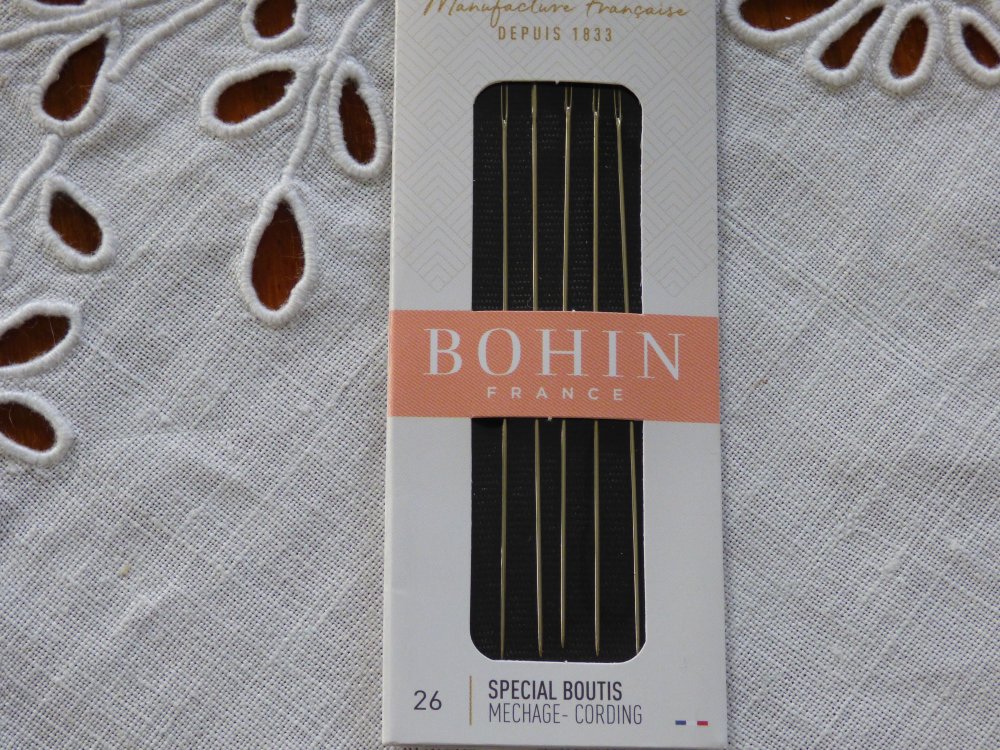 Manufacture Française
DEPUIS 1833
BOHIN
FRANCE
26
SPECIAL BOUTIS
MECHAGE- CORDING